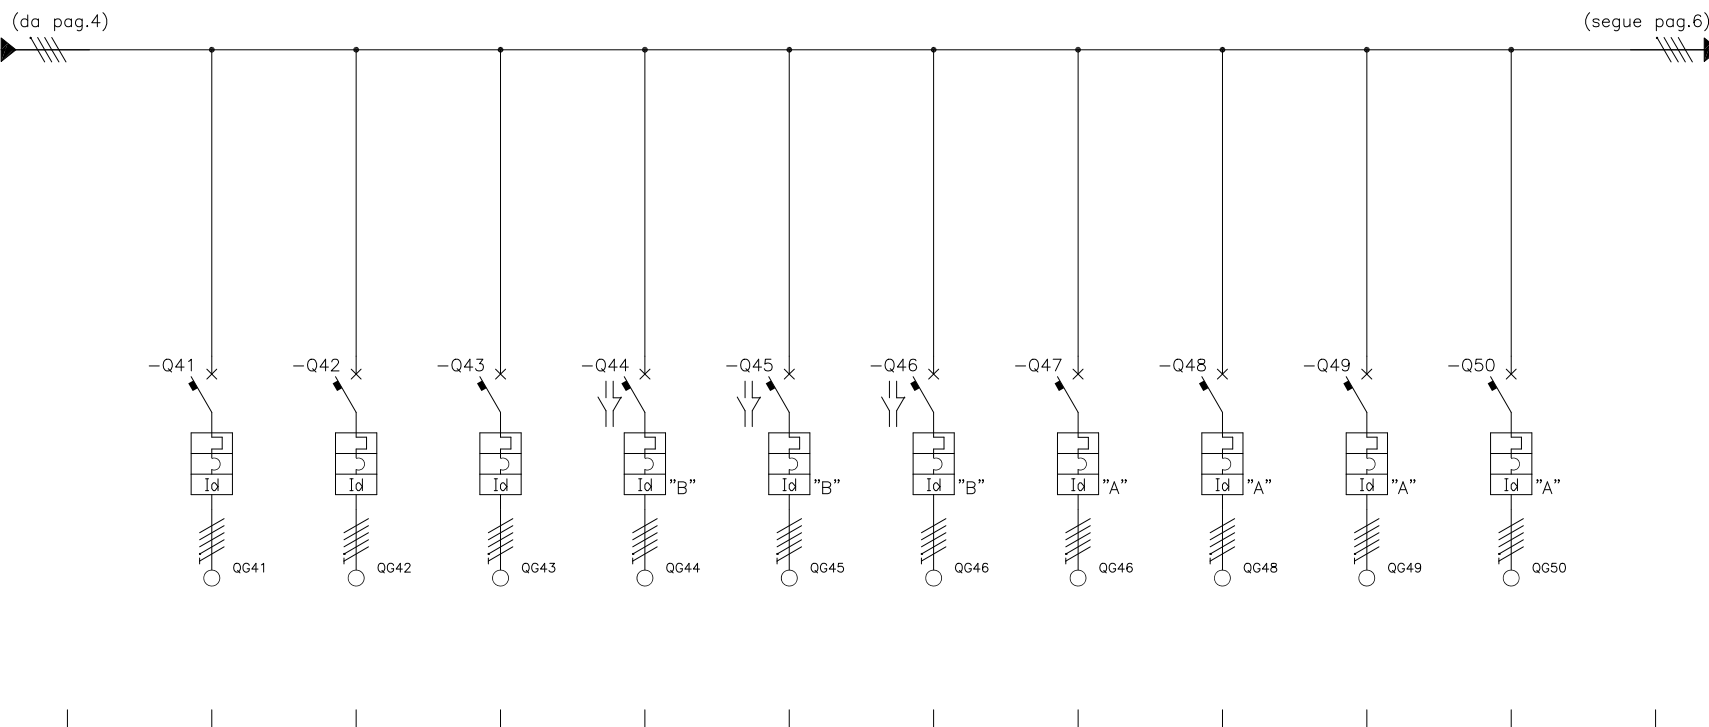 (da pag.4)
(segue pag.6)
-Q41
-Q42
-Q43
-Q44
-Q45
-Q46
-Q47
-Q48
-Q49
-Q50
Id
Id
Id
Id "B"
Id "B"
Id "B"
Id "A"
Id "A"
Id "A"
Id "A"
QG41
QG42
QG43
QG44
QG45
QG46
QG46
QG48
QG49
QG50